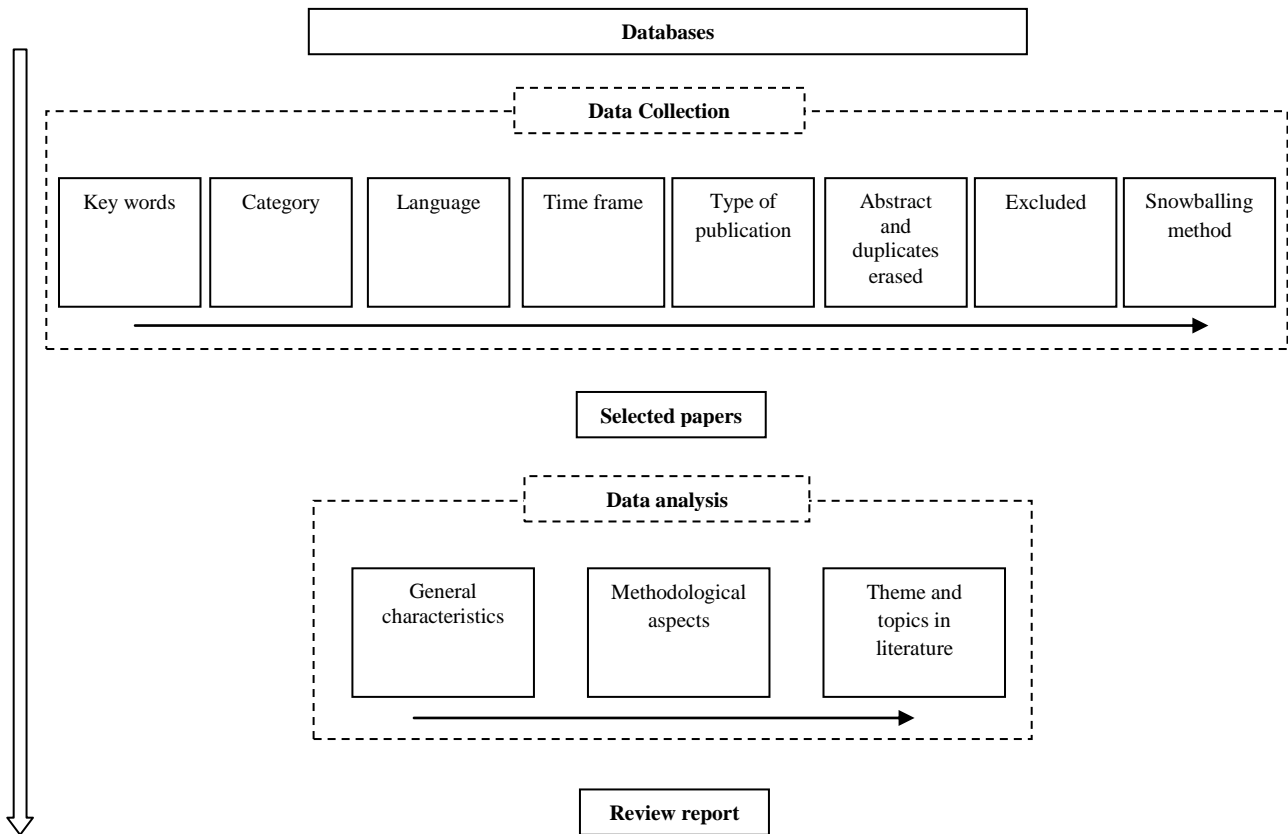 Databases
Data Collection
Key words
Category
Language
Time frame
Type of
publication
Abstract
and
duplicates
erased
Excluded
Snowballing
method
Selected papers
Data analysis
General
characteristics
Methodological
aspects
Theme and
topics in
literature
Review report